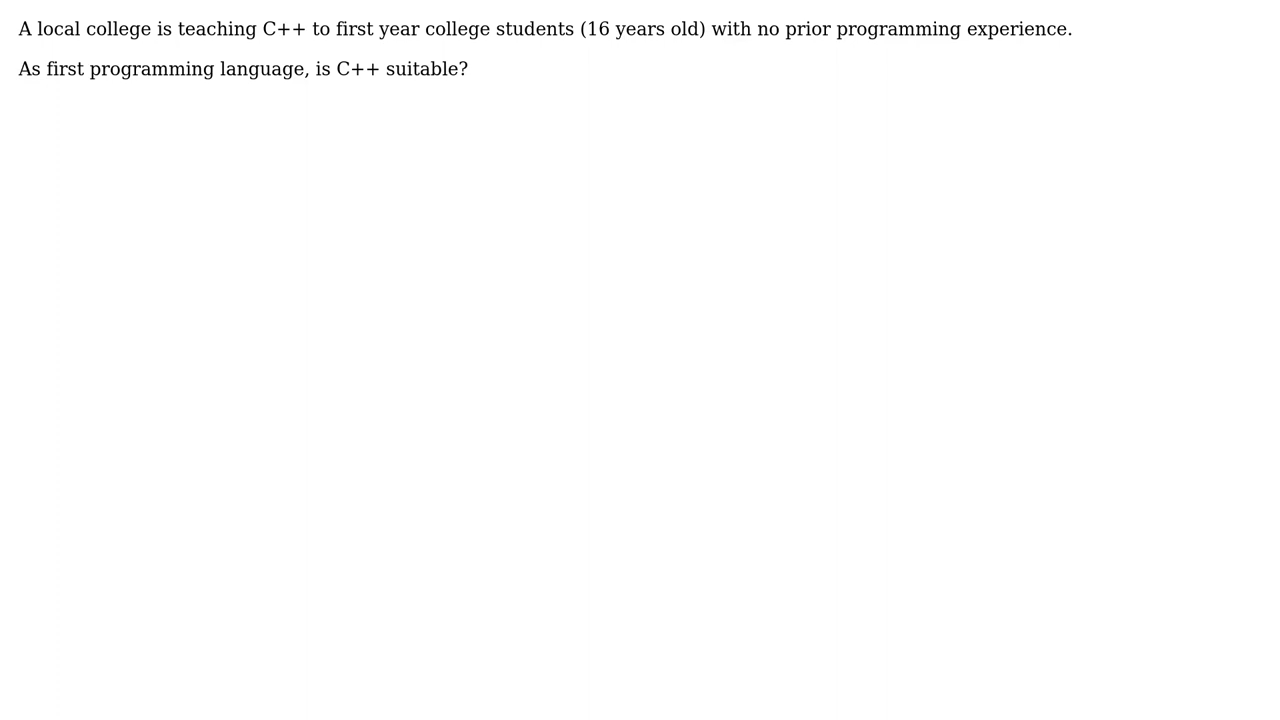 A local college is teaching C++ to first year college students (16 years old) with no prior programming experience.
As first programming language, is C++ suitable?